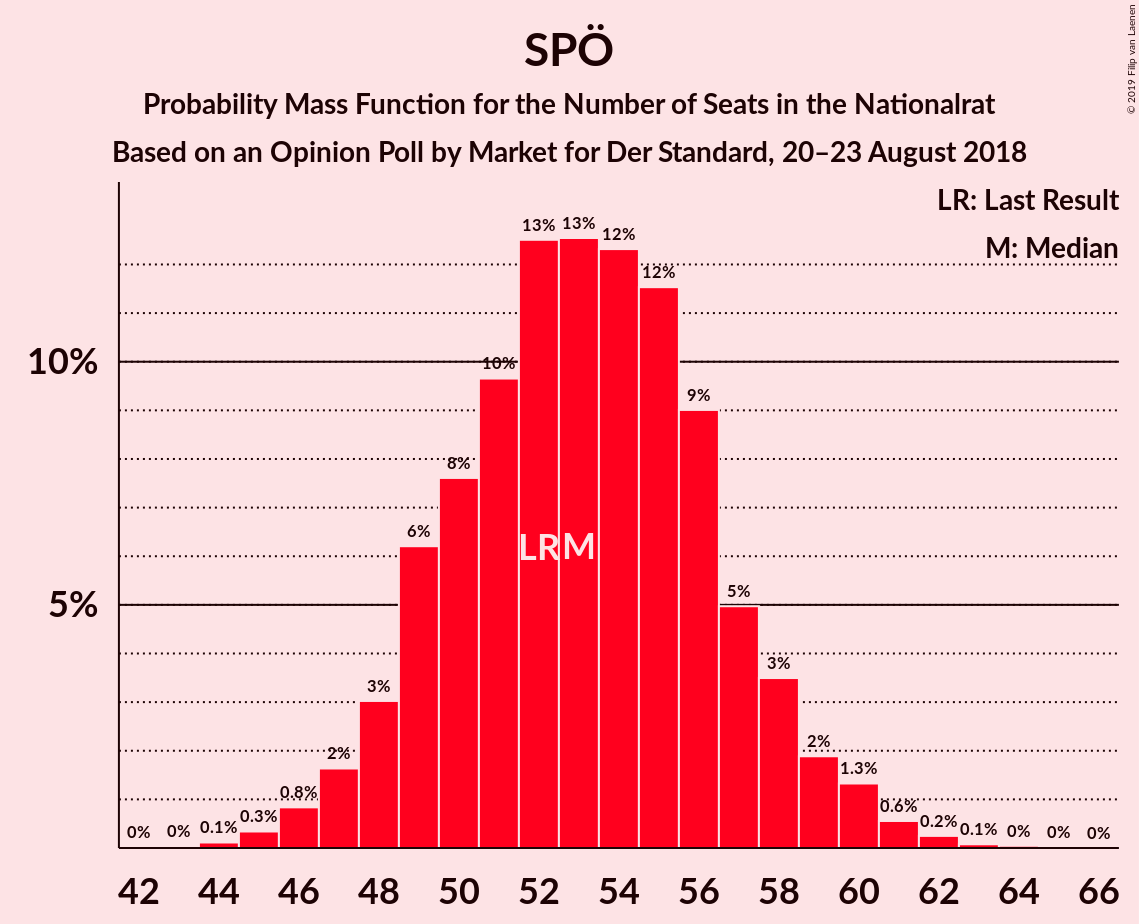 SPÖ
Probability Mass Function for the Number of Seats in the Nationalrat
Based on an Opinion Poll by Market for Der Standard, 20–23 August 2018
© 2019 Filip van Laenen
LR: Last Result
M: Median
10%
5%
0% 0% 0.1% 0.3% 0.8% 2% 3% 6% 8% 10% 13% 13% 12% 12% 9% 5% 3% 2% 1.3% 0.6% 0.2% 0.1% 0% 0% 0%
LR M
42 44 46 48 50 52 54 56 58 60 62 64 66